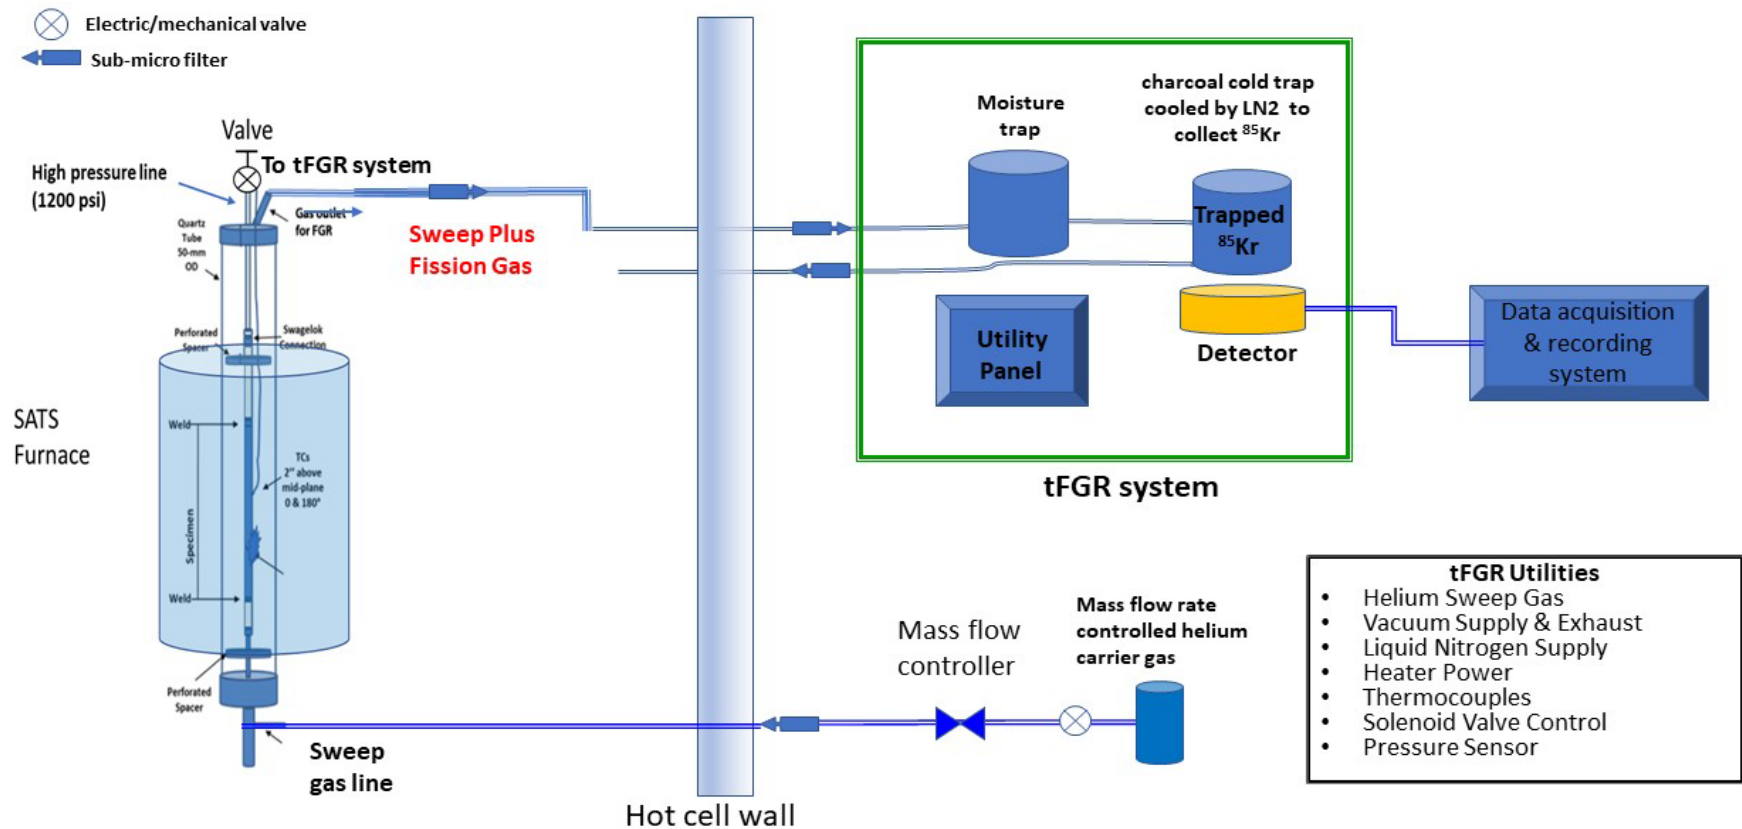 Electric/mechanical valve
Sub-micro filter
Valve
To tFGR system
High pressure line
(1200 psi)
Gas outlet
for FGR
Quartz
Tube
50-mm
OD
Sweep Plus
Fission Gas
Perforated
Spacer
Swagelok
Connection
SATS
Furnace
Weld
TCs
2" above
mid-plane
0 & 180°
Specimen
Weld
Perforated
Spacer
Sweep
gas line
Hot cell wall
Moisture
trap
charcoal cold trap
cooled by LN2 to
collect ⁸⁵Kr
Trapped
⁸⁵Kr
Utility
Panel
Detector
tFGR system
Data acquisition
& recording
system
Mass flow
controller
Mass flow rate
controlled helium
carrier gas
tFGR Utilities
• Helium Sweep Gas
• Vacuum Supply & Exhaust
• Liquid Nitrogen Supply
• Heater Power
• Thermocouples
• Solenoid Valve Control
• Pressure Sensor